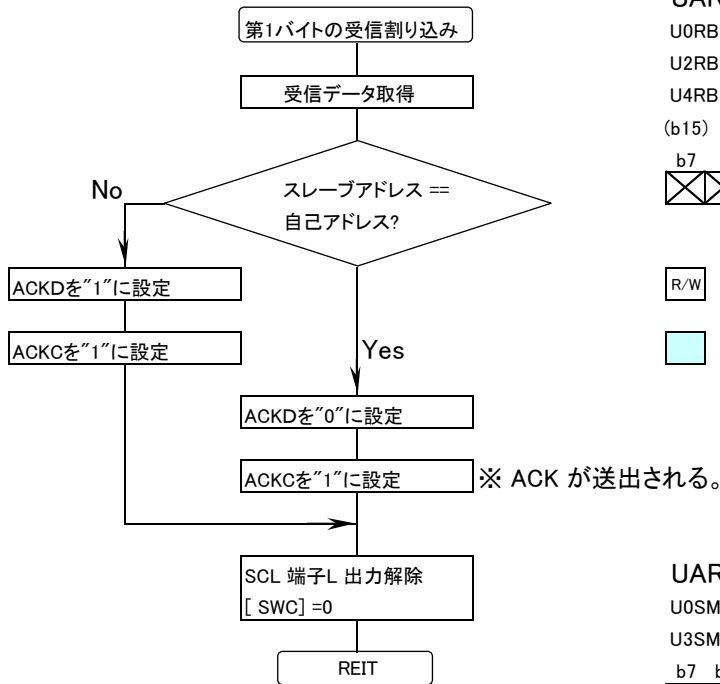 第1バイトの受信割り込み
受信データ取得
スレーブアドレス ==
自己アドレス?
No
ACKDを"1"に設定
ACKCを"1"に設定
Yes
ACKDを"0"に設定
ACKCを"1"に設定
※ ACK が送出される。
SCL 端子L 出力解除
[ SWC] =0
REIT
U0RB
U2RB
U4RB
(b15)
b7
R/W
UAR
U0SM
U3SM
b7